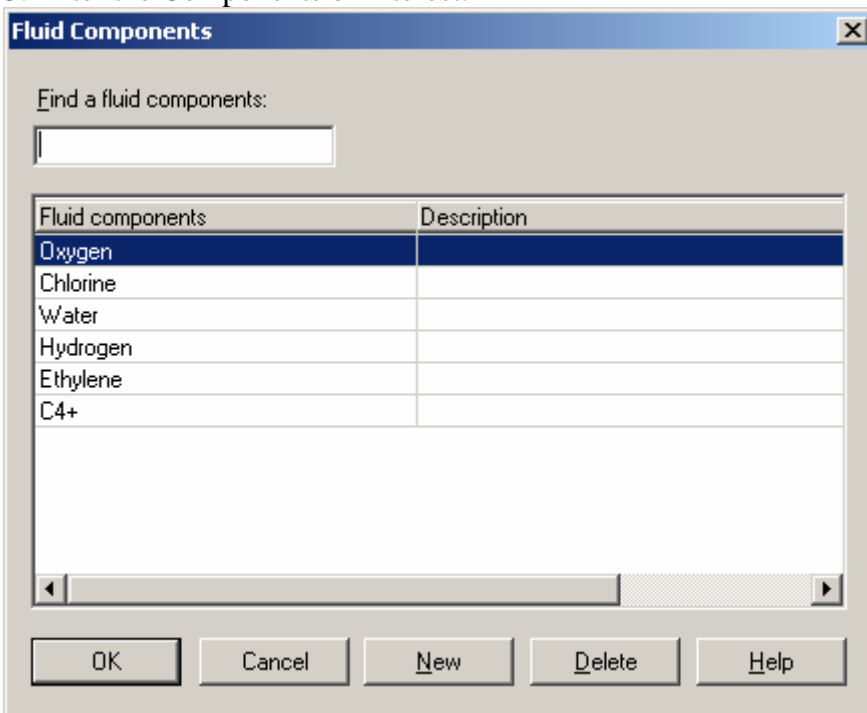 Fluid Components
Find a fluid components:
Fluid components Description
Oxygen
Chlorine
Water
Hydrogen
Ethylene
C4+
OK Cancel New Delete Help